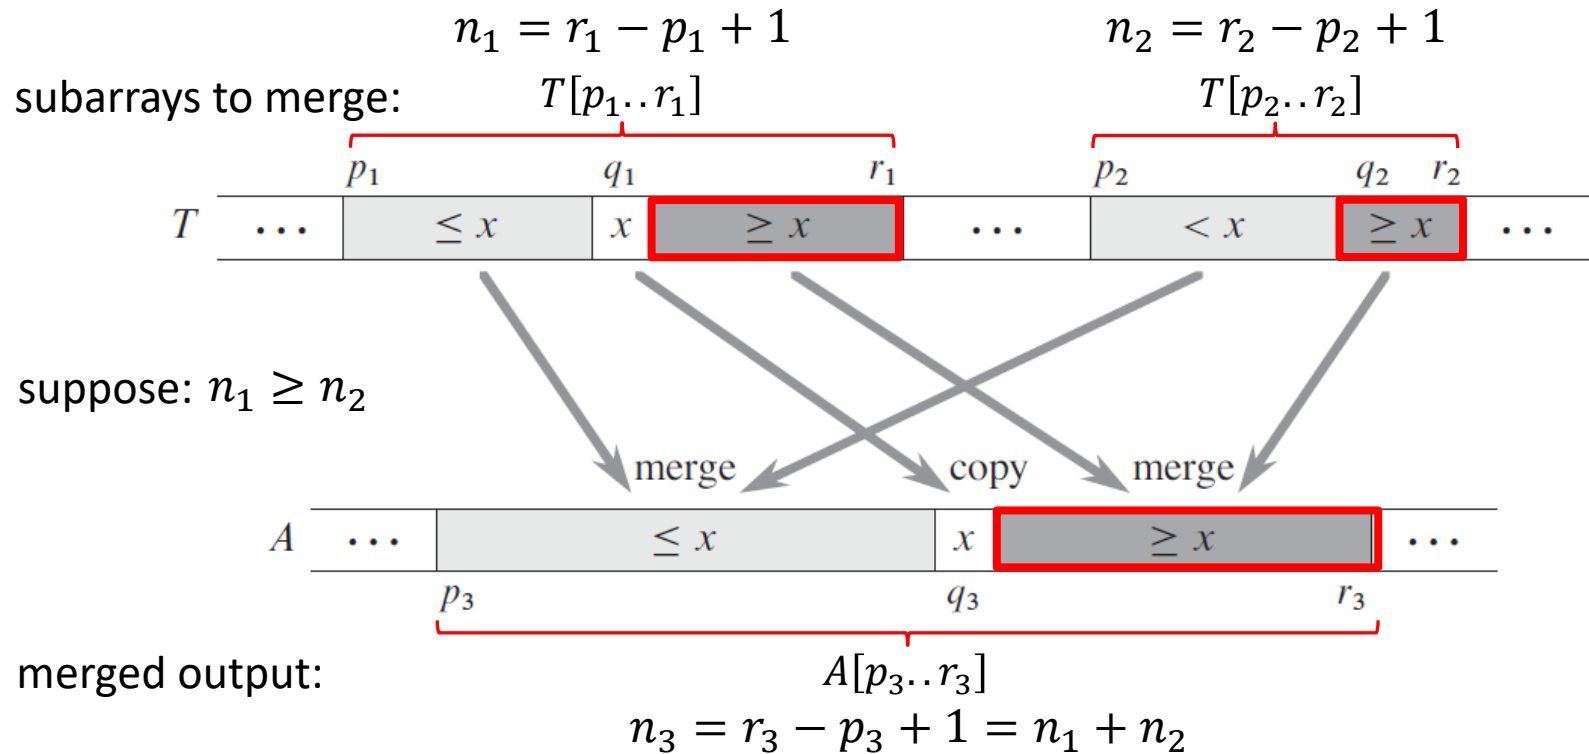 n₁ = r₁ − p₁ + 1 n₂ = r₂ − p₂ + 1
subarrays to merge: T[p₁..r₁] T[p₂..r₂]
p₁ q₁ r₁ p₂ q₂ r₂
T ··· ≤ x x ≥ x ··· < x ≥ x ···
suppose: n₁ ≥ n₂
merge copy merge
A ··· ≤ x x ≥ x ···
p₃ q₃ r₃
merged output: A[p₃..r₃]
n₃ = r₃ − p₃ + 1 = n₁ + n₂